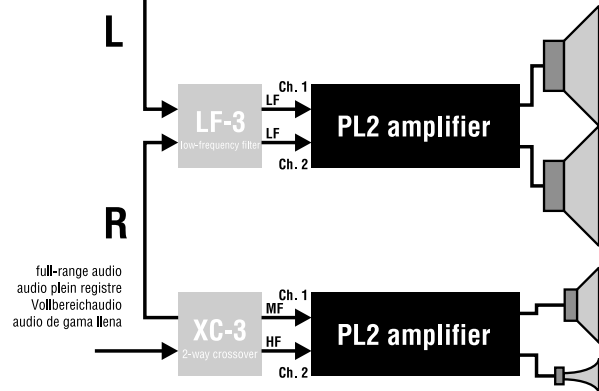 L
Ch. 1
LF
LF-3
low-frequency filter
LF
Ch. 2
PL2 amplifier
R
full-range audio
audio plein registre
Vollbereichaudio
audio de gama llena
Ch. 1
MF
XC-3
2-way crossover
HF
Ch. 2
PL2 amplifier